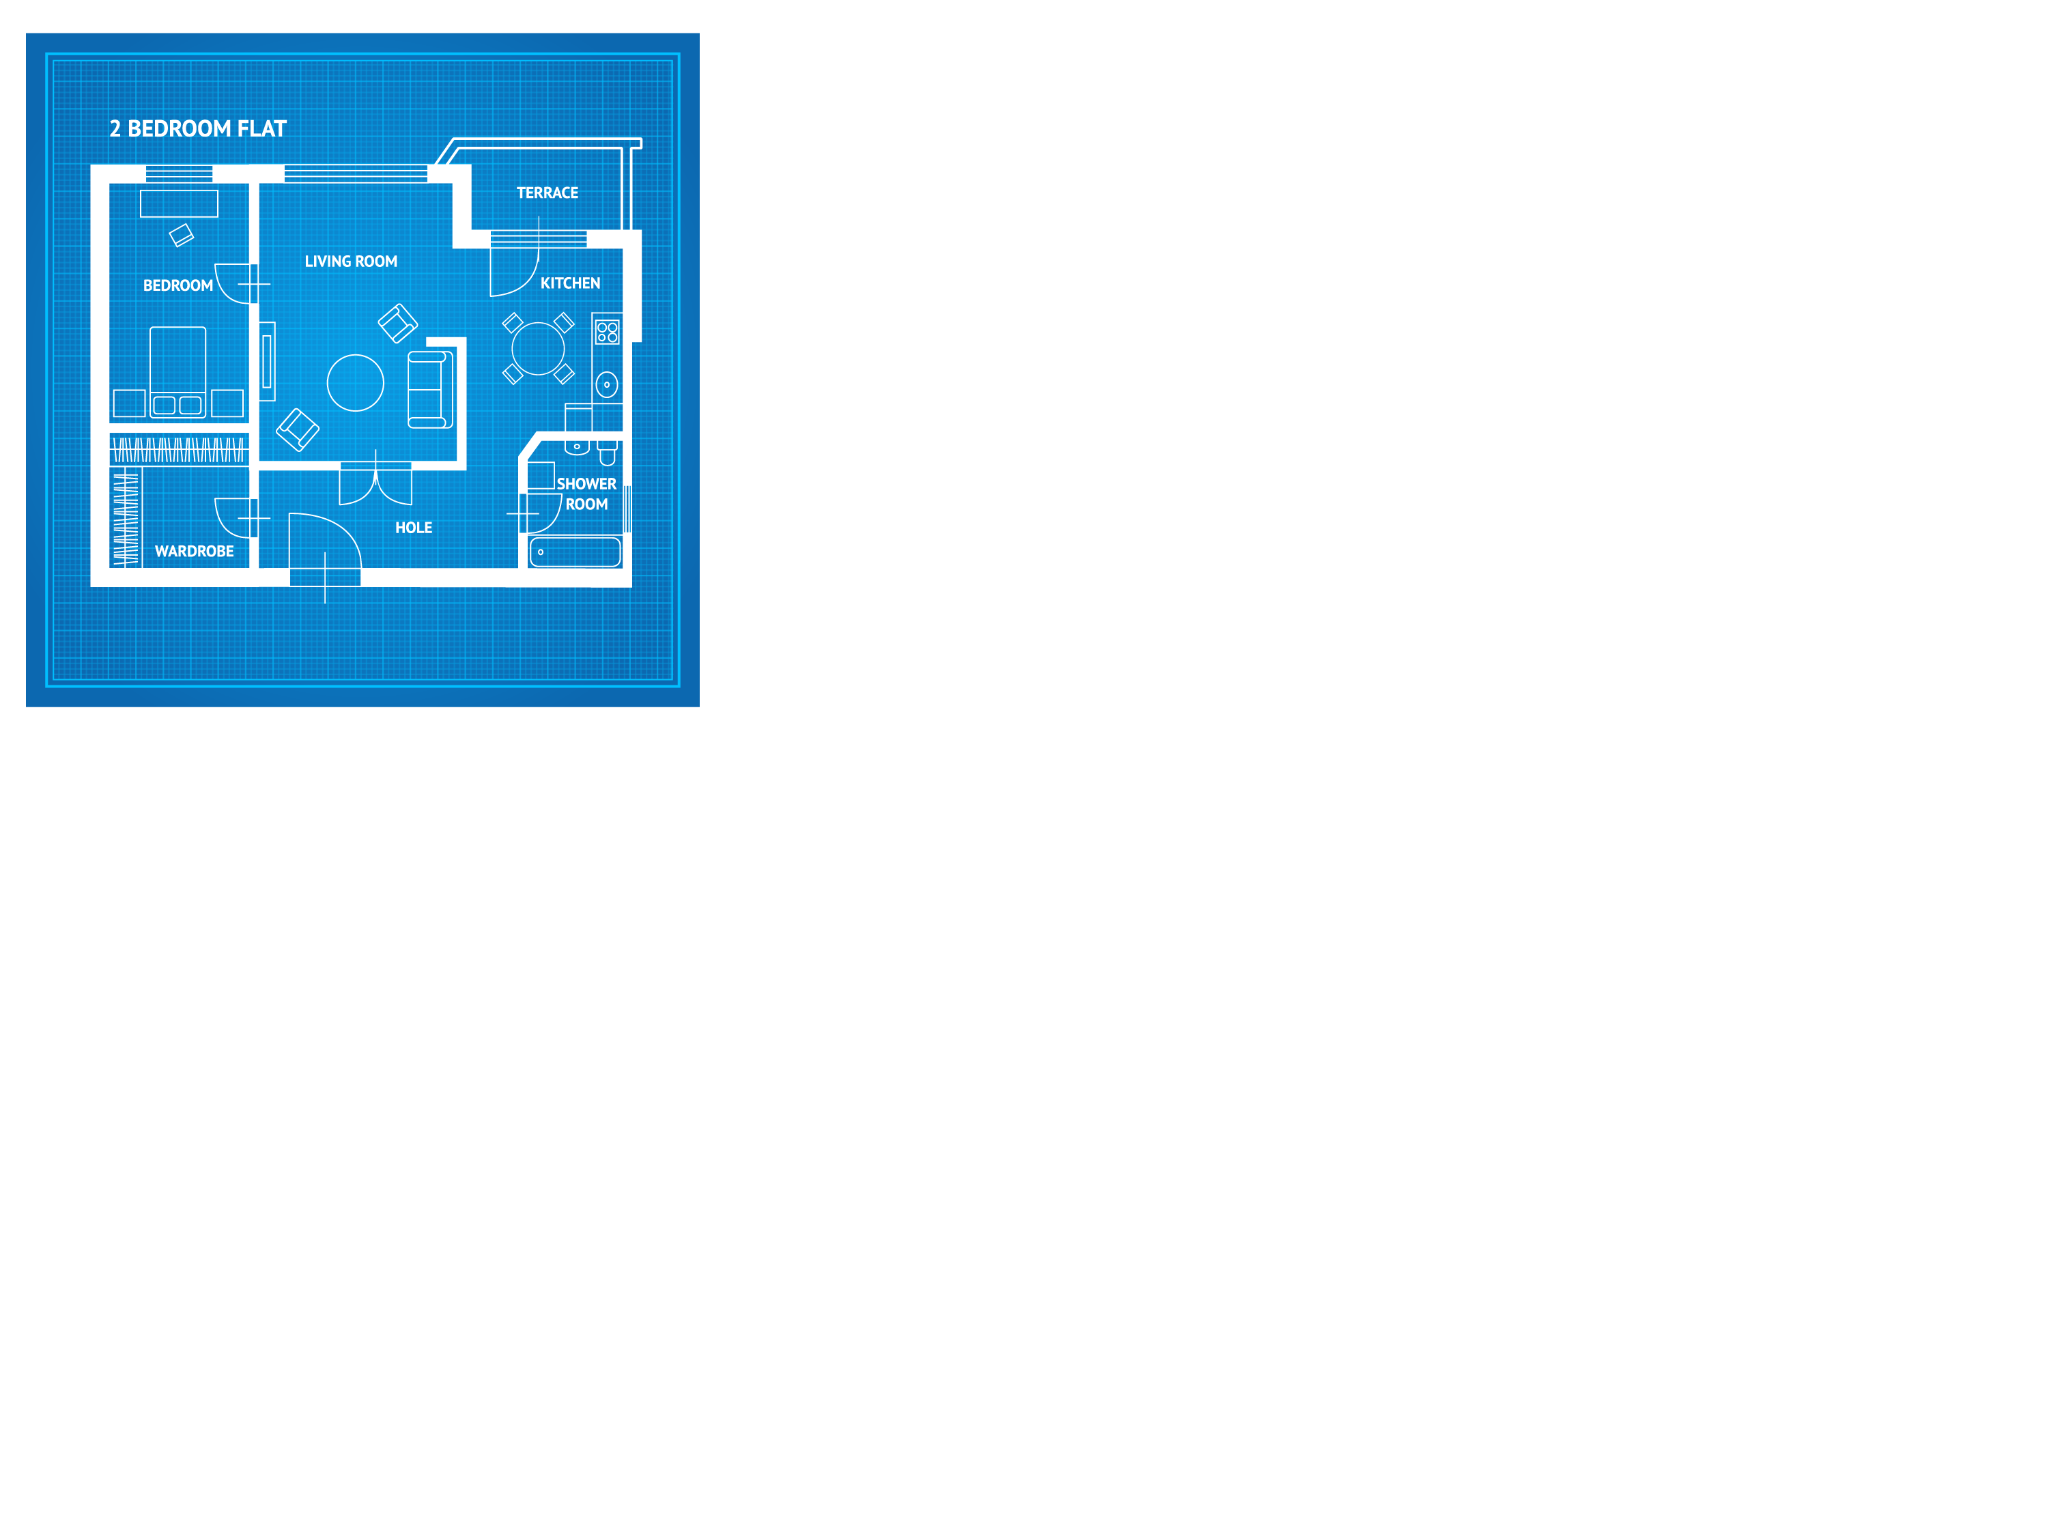 2 BEDROOM FLAT
TERRACE
LIVING ROOM
KITCHEN
BEDROOM
SHOWER
ROOM
HOLE
WARDROBE